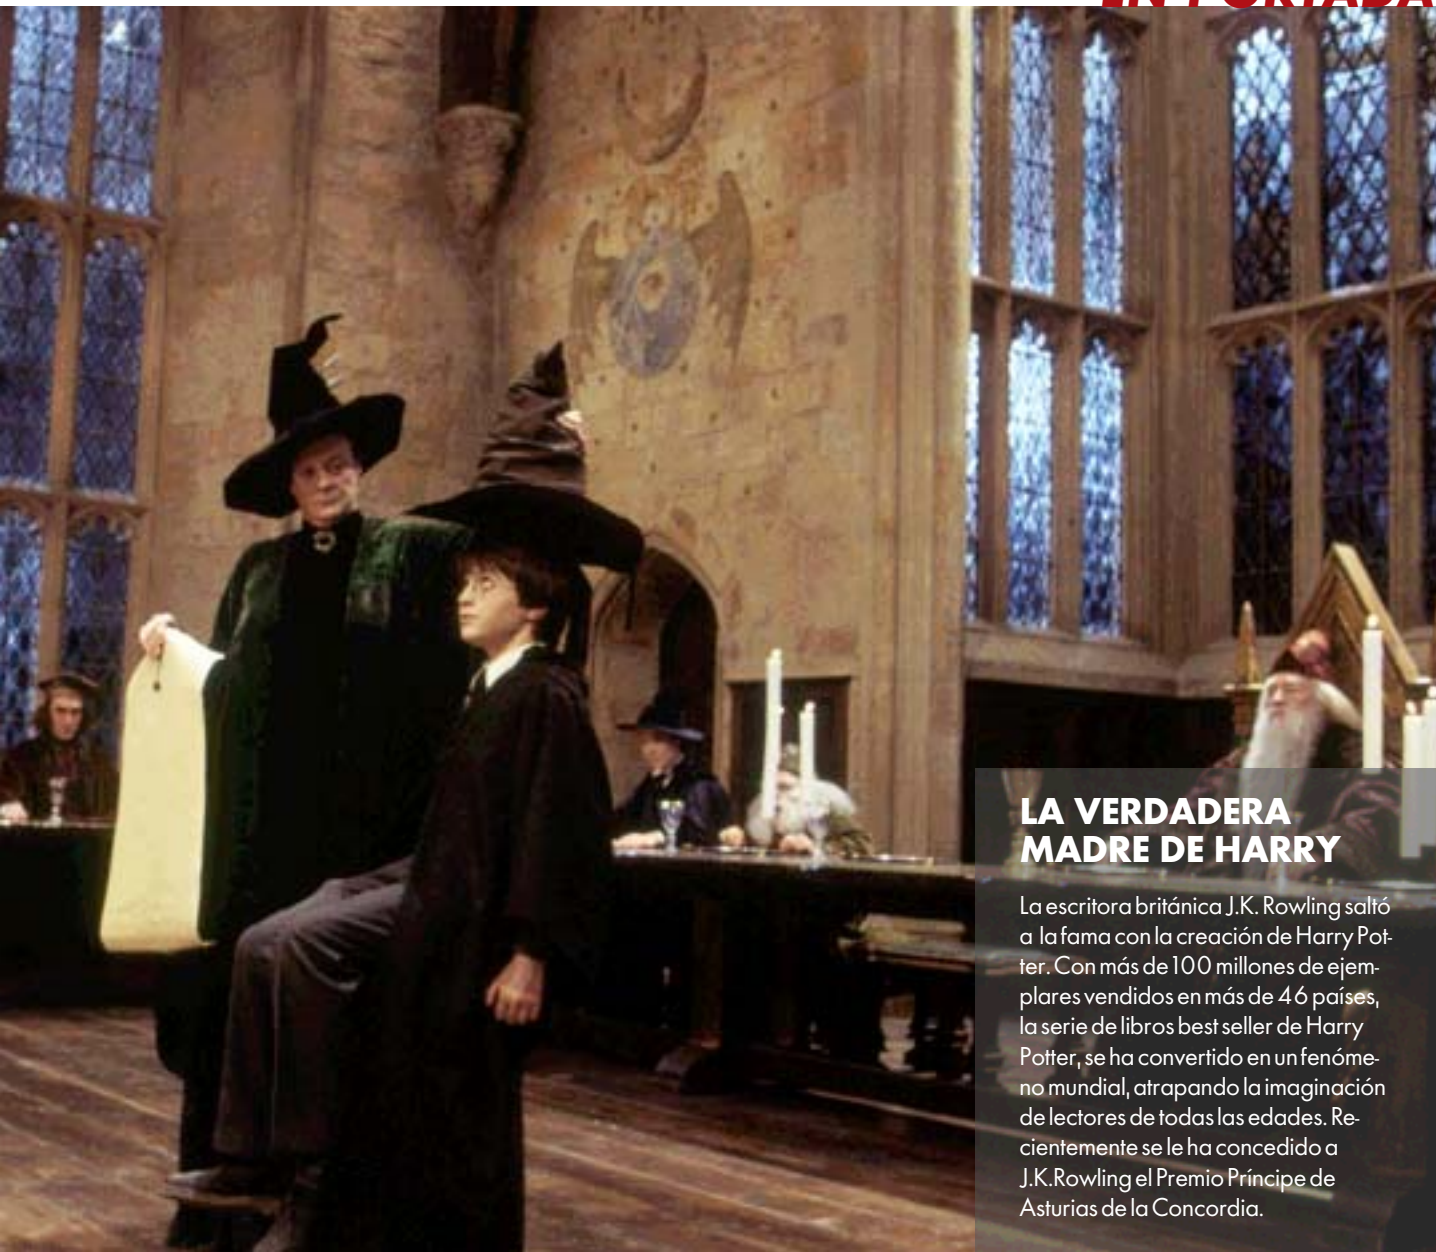 EN PORTADA
LA VERDADERA
MADRE DE HARRY
La escritora británica J.K. Rowling saltó
a la fama con la creación de Harry Pot-
ter. Con más de 100 millones de ejem-
plares vendidos en más de 46 países,
la serie de libros best seller de Harry
Potter, se ha convertido en un fenóme-
no mundial, atrapando la imaginación
de lectores de todas las edades. Re-
cientemente se le ha concedido a
J.K.Rowling el Premio Príncipe de
Asturias de la Concordia.